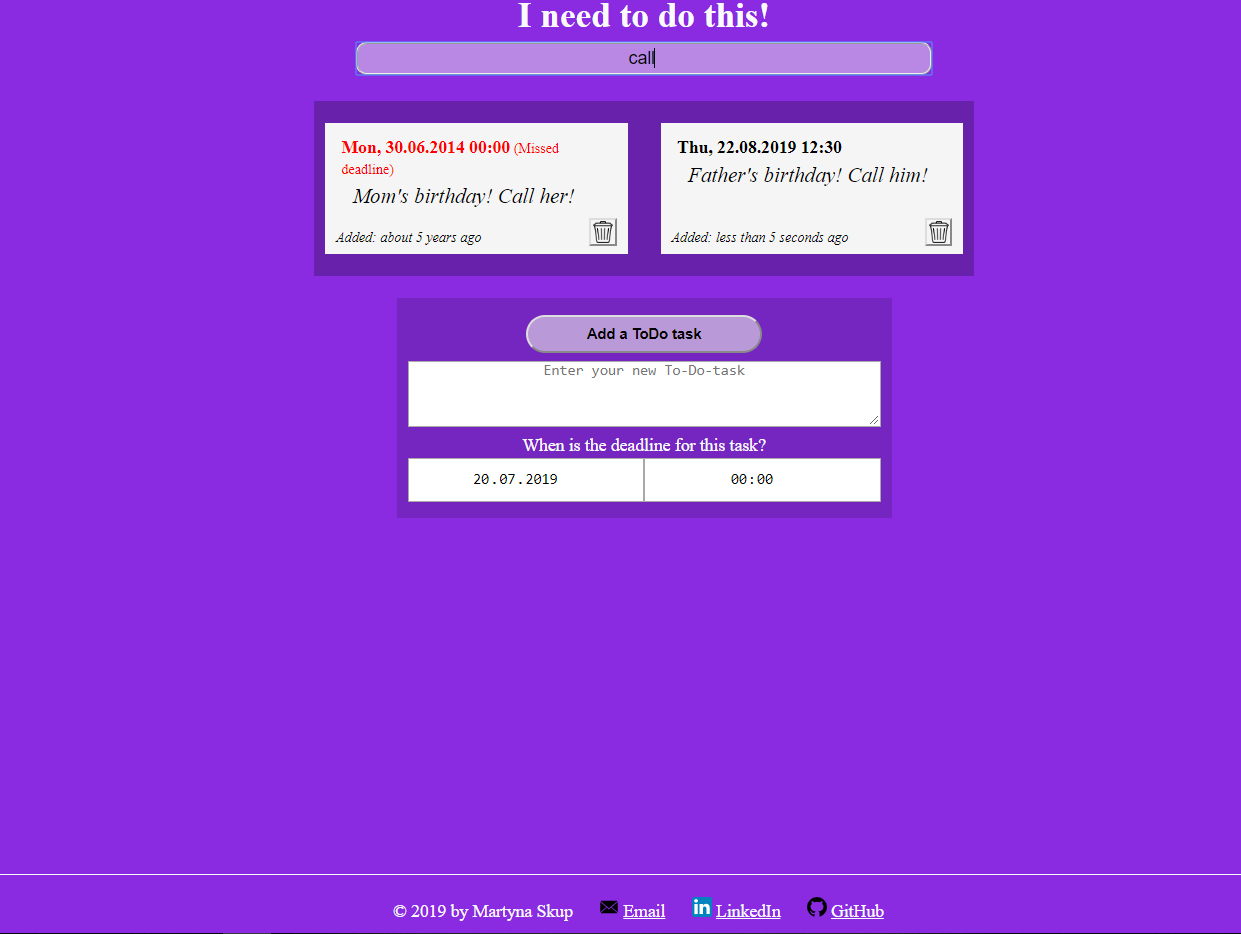 I need to do this!
call
Mon, 30.06.2014 00:00 (Missed
deadline)
Mom's birthday! Call her!
Added: about 5 years ago
Thu, 22.08.2019 12:30
Father's birthday! Call him!
Added: less than 5 seconds ago
Add a ToDo task
Enter your new To-Do-task
When is the deadline for this task?
20.07.2019 00:00
© 2019 by Martyna Skup Email LinkedIn GitHub